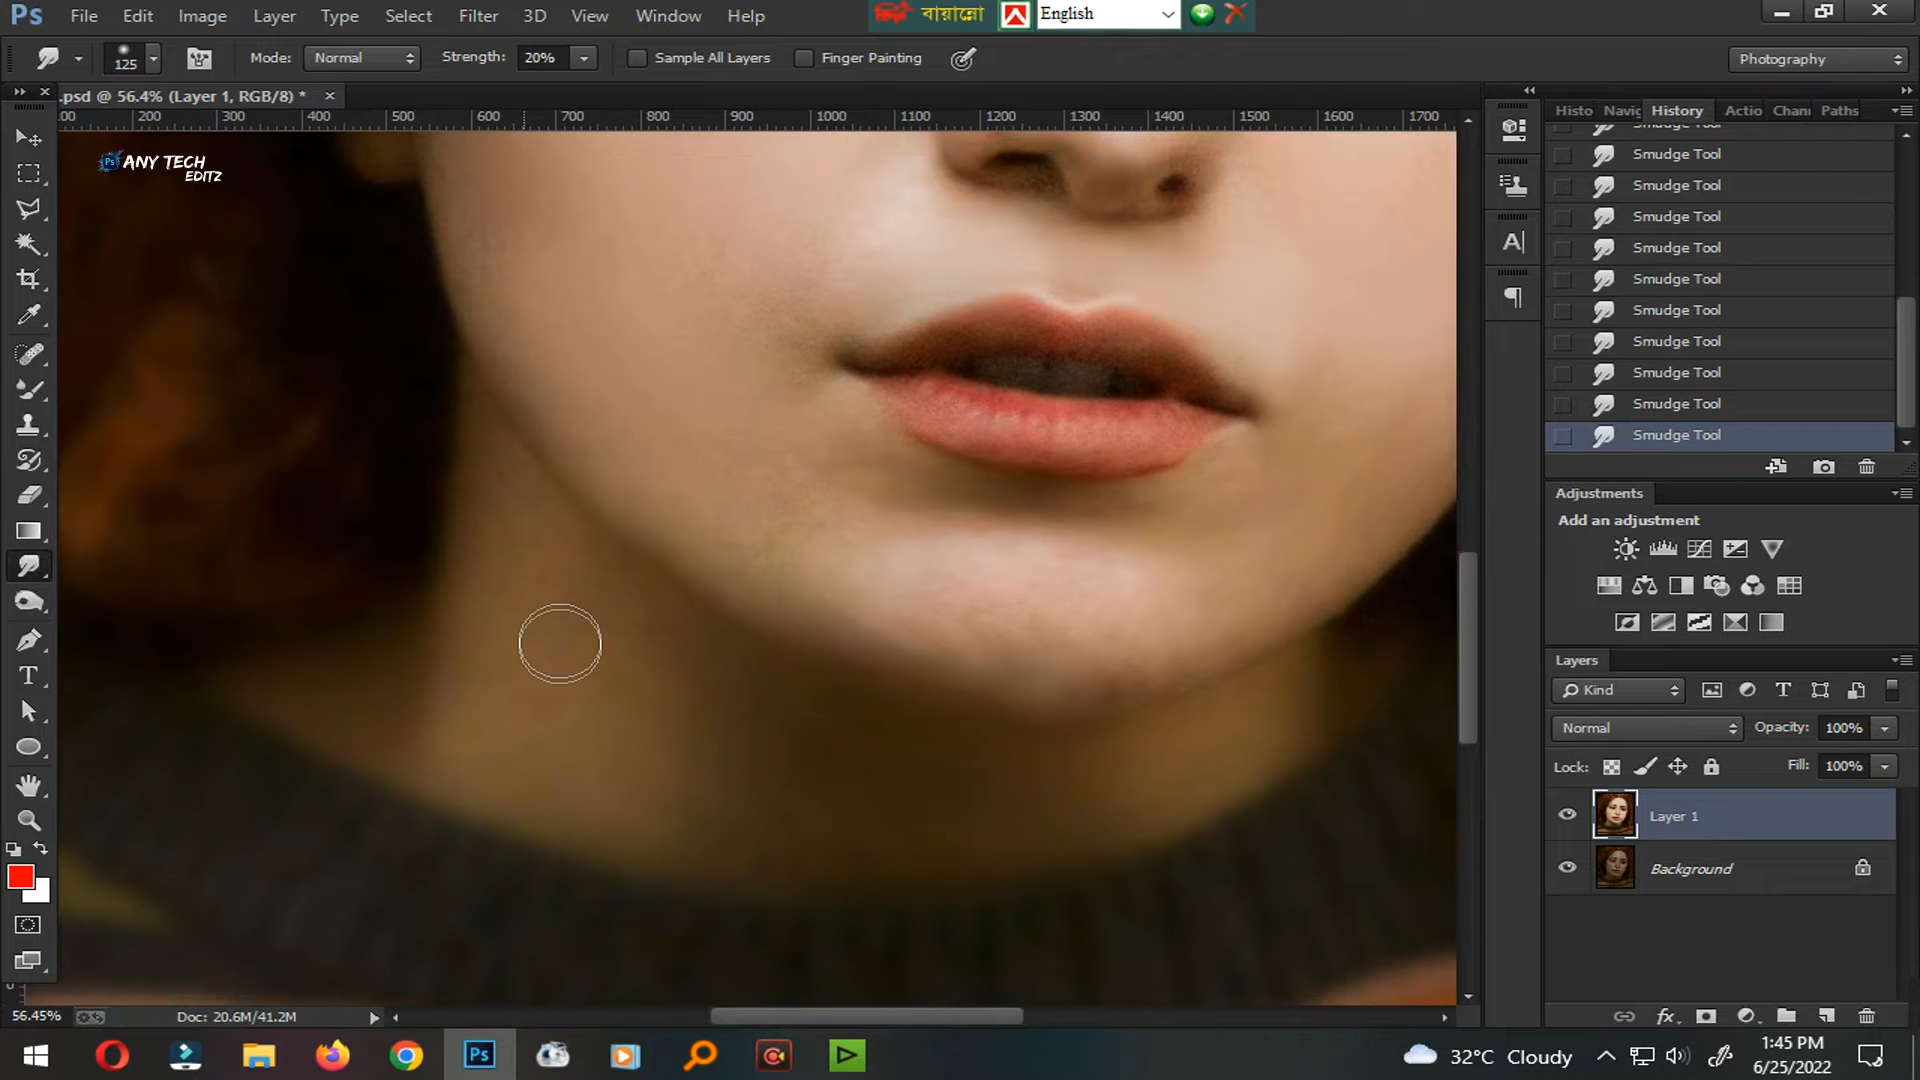 Ps File Edit Image Layer Type Select Filter 3D View Window Help
বায়ান্নো English
125 Mode: Normal Strength: 20% Sample All Layers Finger Painting Photography
.psd @ 56.4% (Layer 1, RGB/8) * ×
200 300 400 500 600 700 800 900 1000 1100 1200 1300 1400 1500 1600 1700
Ps ANY TECH
EDITZ
Histo Navig History Actio Chann Paths
Smudge Tool
Smudge Tool
Smudge Tool
Smudge Tool
Smudge Tool
Smudge Tool
Smudge Tool
Smudge Tool
Smudge Tool
Smudge Tool
Adjustments
Add an adjustment
Layers
Kind
Normal Opacity: 100%
Lock: Fill: 100%
Layer 1
Background
56.45% Doc: 20.6M/41.2M
Ps 32°C Cloudy
1:45 PM
6/25/2022